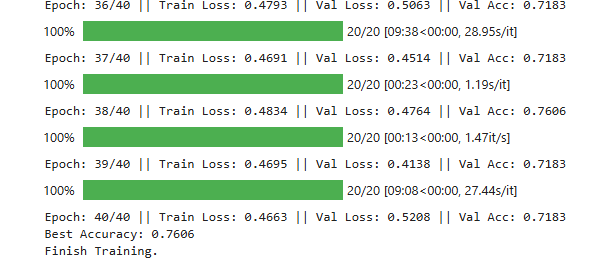 Epoch: 36/40 || Train Loss: 0.4793 || Val Loss: 0.5063 || Val Acc: 0.7183
100% 20/20 [09:38<00:00, 28.95s/it]
Epoch: 37/40 || Train Loss: 0.4691 || Val Loss: 0.4514 || Val Acc: 0.7183
100% 20/20 [00:23<00:00, 1.19s/it]
Epoch: 38/40 || Train Loss: 0.4834 || Val Loss: 0.4764 || Val Acc: 0.7606
100% 20/20 [00:13<00:00, 1.47it/s]
Epoch: 39/40 || Train Loss: 0.4695 || Val Loss: 0.4138 || Val Acc: 0.7183
100% 20/20 [09:08<00:00, 27.44s/it]
Epoch: 40/40 || Train Loss: 0.4663 || Val Loss: 0.5208 || Val Acc: 0.7183
Best Accuracy: 0.7606
Finish Training.